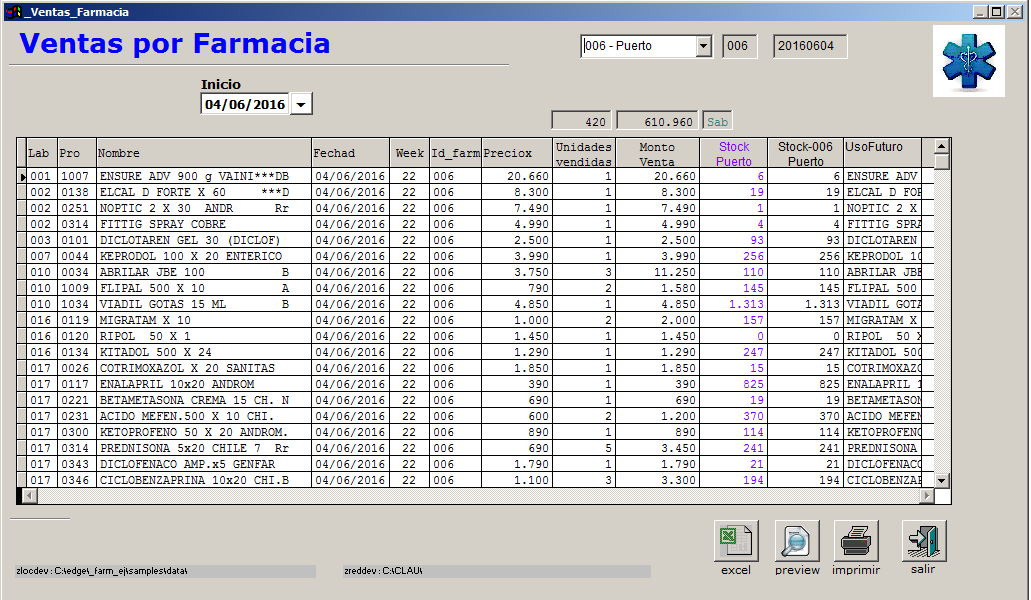 _Ventas_Farmacia
Ventas por Farmacia
006 - Puerto 006 20160604
Inicio
04/06/2016
420 610.960 Sab
Lab Pro Nombre Fechad Week Id_farm Preciox Unidades vendidas Monto Venta Stock Puerto Stock-006 Puerto UsoFuturo
001 1007 ENSURE ADV 900 g VAINI***DB 04/06/2016 22 006 20.660 1 20.660 6 6 ENSURE ADV
002 0138 ELCAL D FORTE X 60 ***D 04/06/2016 22 006 8.300 1 8.300 19 19 ELCAL D FOR
002 0251 NOPTIC 2 X 30 ANDR Rr 04/06/2016 22 006 7.490 1 7.490 1 1 NOPTIC 2 X
002 0314 FITTIG SPRAY COBRE 04/06/2016 22 006 4.990 1 4.990 4 4 FITTIG SPRA
003 0101 DICLOTAREN GEL 30 (DICLOF) 04/06/2016 22 006 2.500 1 2.500 93 93 DICLOTAREN
007 0044 KEPRODOL 100 X 20 ENTERICO 04/06/2016 22 006 3.990 1 3.990 256 256 KEPRODOL 10
010 0034 ABRILAR JBE 100 B 04/06/2016 22 006 3.750 3 11.250 110 110 ABRILAR JBE
010 1009 FLIPAL 500 X 10 A 04/06/2016 22 006 790 2 1.580 145 145 FLIPAL 500
010 1034 VIADIL GOTAS 15 ML B 04/06/2016 22 006 4.850 1 4.850 1.313 1.313 VIADIL GOTA
016 0119 MIGRATAM X 10 04/06/2016 22 006 1.000 2 2.000 157 157 MIGRATAM X
016 0120 RIPOL 50 X 1 04/06/2016 22 006 1.450 1 1.450 0 0 RIPOL 50 X
016 0134 KITADOL 500 X 24 04/06/2016 22 006 1.290 1 1.290 247 247 KITADOL 500
017 0026 COTRIMOXAZOL X 20 SANITAS 04/06/2016 22 006 1.850 1 1.850 15 15 COTRIMOXAZO
017 0117 ENALAPRIL 10x20 ANDROM 04/06/2016 22 006 390 1 390 825 825 ENALAPRIL 1
017 0221 BETAMETASONA CREMA 15 CH. N 04/06/2016 22 006 690 1 690 19 19 BETAMETASON
017 0231 ACIDO MEFEN.500 X 10 CHI. 04/06/2016 22 006 600 2 1.200 370 370 ACIDO MEFEN
017 0300 KETOPROFENO 50 X 20 ANDROM. 04/06/2016 22 006 890 1 890 114 114 KETOPROFENO
017 0314 PREDNISONA 5x20 CHILE 7 Rr 04/06/2016 22 006 690 5 3.450 241 241 PREDNISONA
017 0343 DICLOFENACO AMP.x5 GENFAR 04/06/2016 22 006 1.790 1 1.790 21 21 DICLOFENACO
017 0346 CICLOBENZAPRINA 10x20 CHI.B 04/06/2016 22 006 1.100 3 3.300 194 194 CICLOBENZAP
excel preview imprimir salir
zlocdev : C:\edge\_farm_ej\samples\data\ zreddev : C:\CLAU\